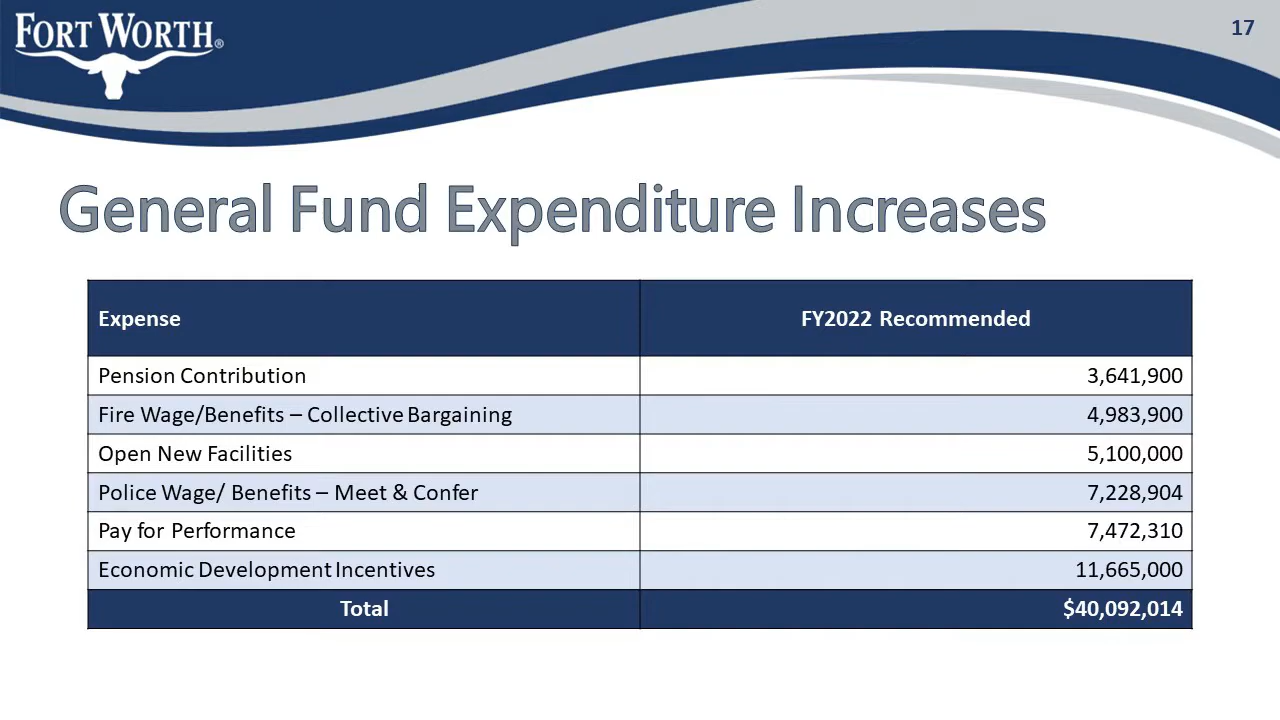 FORT WORTH®
17
General Fund Expenditure Increases
Expense FY2022 Recommended
Pension Contribution 3,641,900
Fire Wage/Benefits – Collective Bargaining 4,983,900
Open New Facilities 5,100,000
Police Wage/ Benefits – Meet & Confer 7,228,904
Pay for Performance 7,472,310
Economic Development Incentives 11,665,000
Total $40,092,014